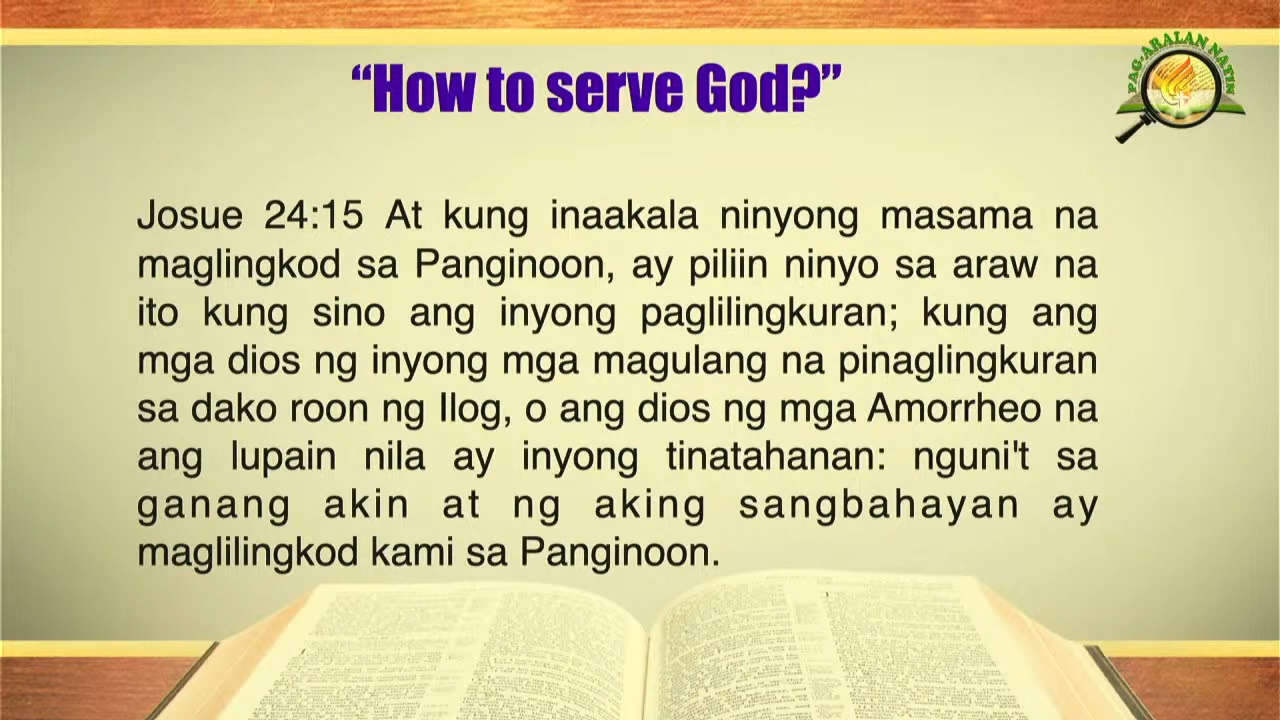 “How to serve God?”
PAG-ARALAN NATIN
Josue 24:15 At kung inaakala ninyong masama na
maglingkod sa Panginoon, ay piliin ninyo sa araw na
ito kung sino ang inyong paglilingkuran; kung ang
mga dios ng inyong mga magulang na pinaglingkuran
sa dako roon ng Ilog, o ang dios ng mga Amorrheo na
ang lupain nila ay inyong tinatahanan: nguni't sa
ganang akin at ng aking sangbahayan ay
maglilingkod kami sa Panginoon.